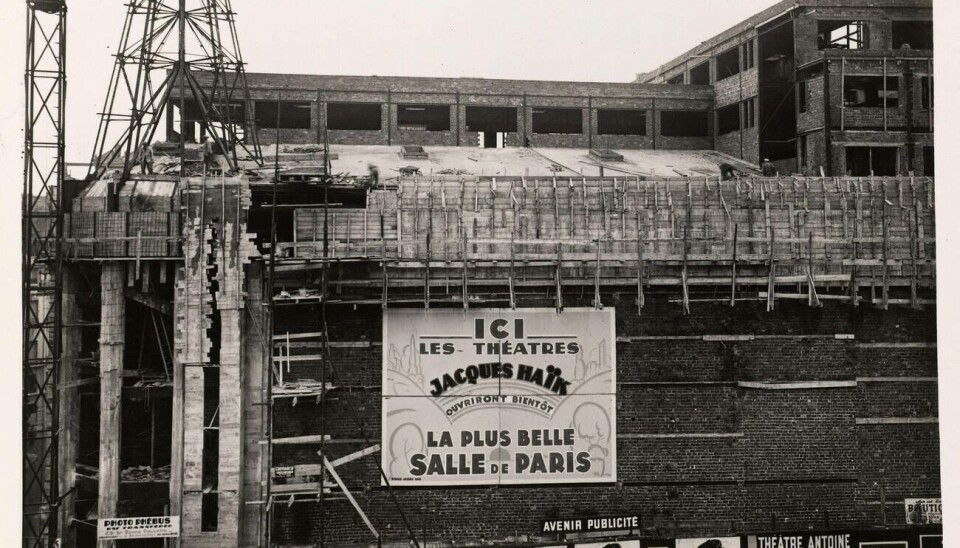 ICI
LES THÉATRES
JACQUES HAÏK
OUVRIRONT BIENTÔT
LA PLUS BELLE
SALLE DE PARIS
PHOTO PHÉBUS
AVENIR PUBLICITÉ
THÉATRE ANTOINE